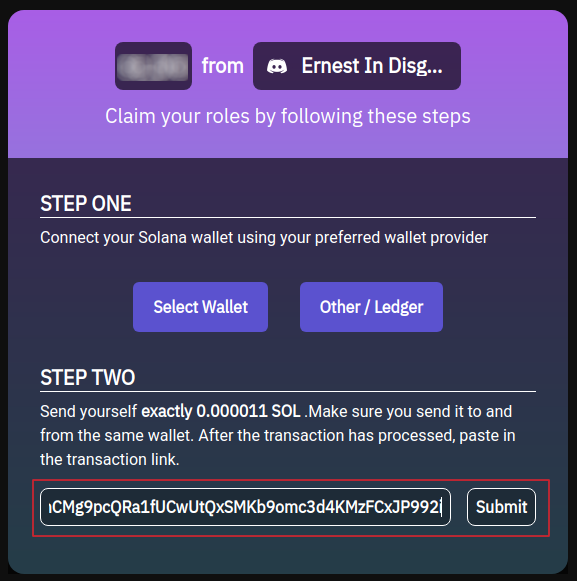 from Ernest In Disg...
Claim your roles by following these steps
STEP ONE
Connect your Solana wallet using your preferred wallet provider
Select Wallet Other / Ledger
STEP TWO
Send yourself exactly 0.000011 SOL .Make sure you send it to and
from the same wallet. After the transaction has processed, paste in
the transaction link.
CMg9pcQRa1fUCwUtQxSMKb9omc3d4KMzFCxJP992i Submit